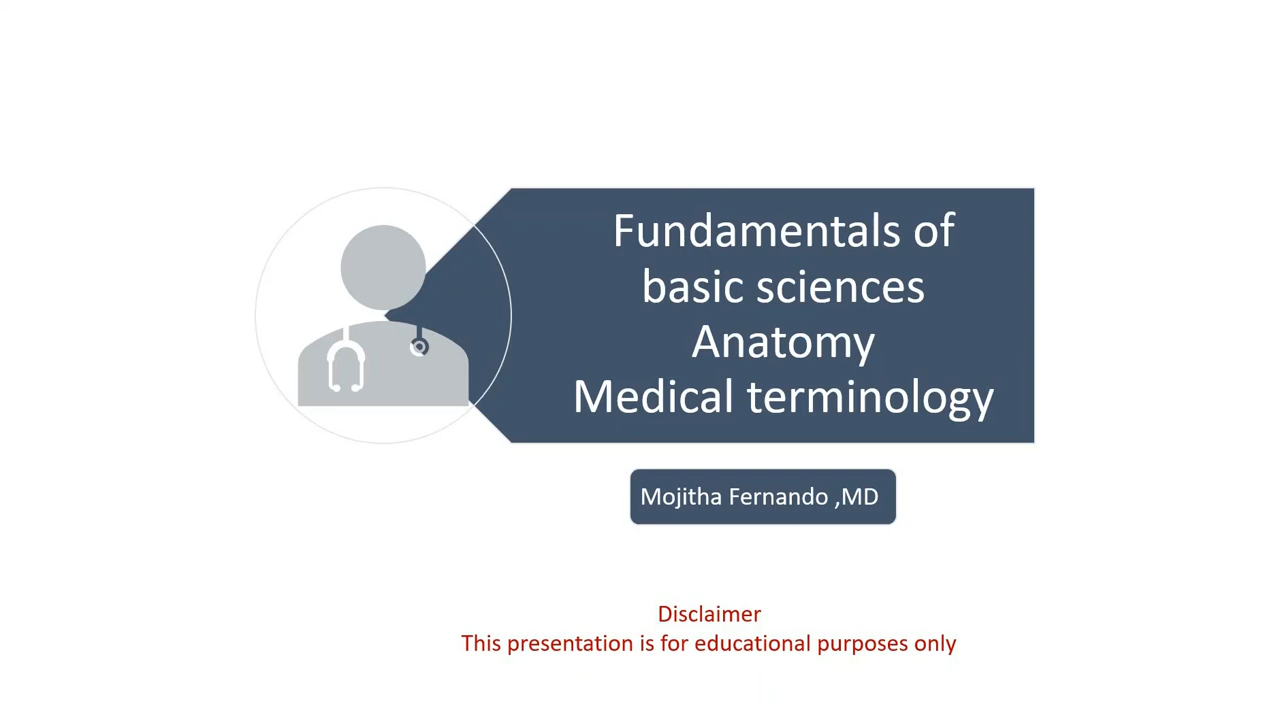 Fundamentals of
basic sciences
Anatomy
Medical terminology
Mojitha Fernando ,MD
Disclaimer
This presentation is for educational purposes only